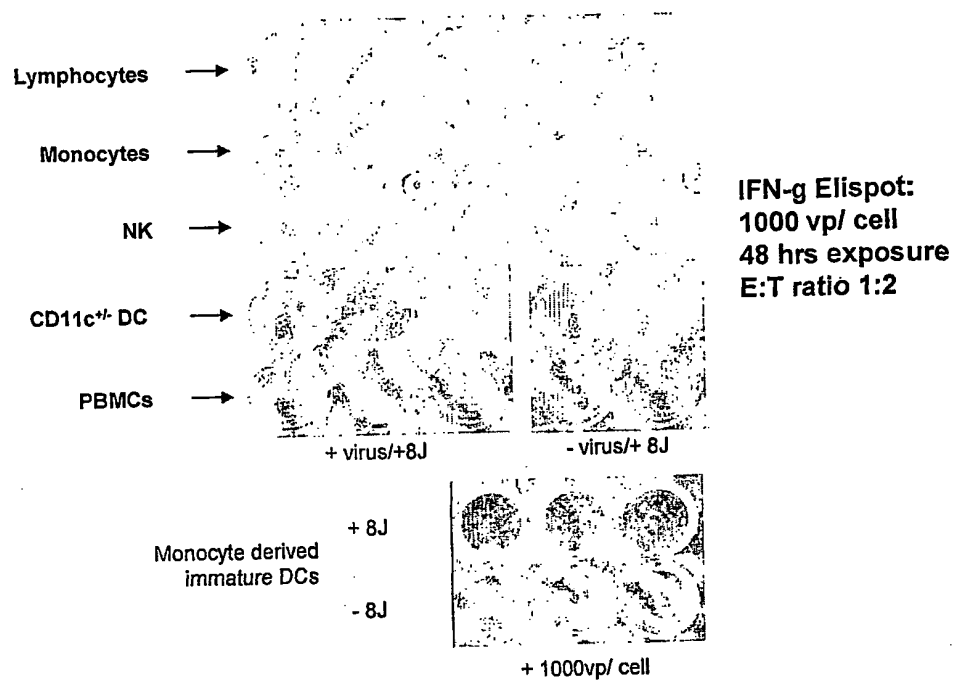 Lymphocytes
Monocytes
NK
CD11c+/- DC
PBMCs
IFN-g Elispot:
1000 vp/ cell
48 hrs exposure
E:T ratio 1:2
+ virus/+8J
- virus/+ 8J
Monocyte derived
immature DCs
+ 8J
- 8J
+ 1000vp/ cell